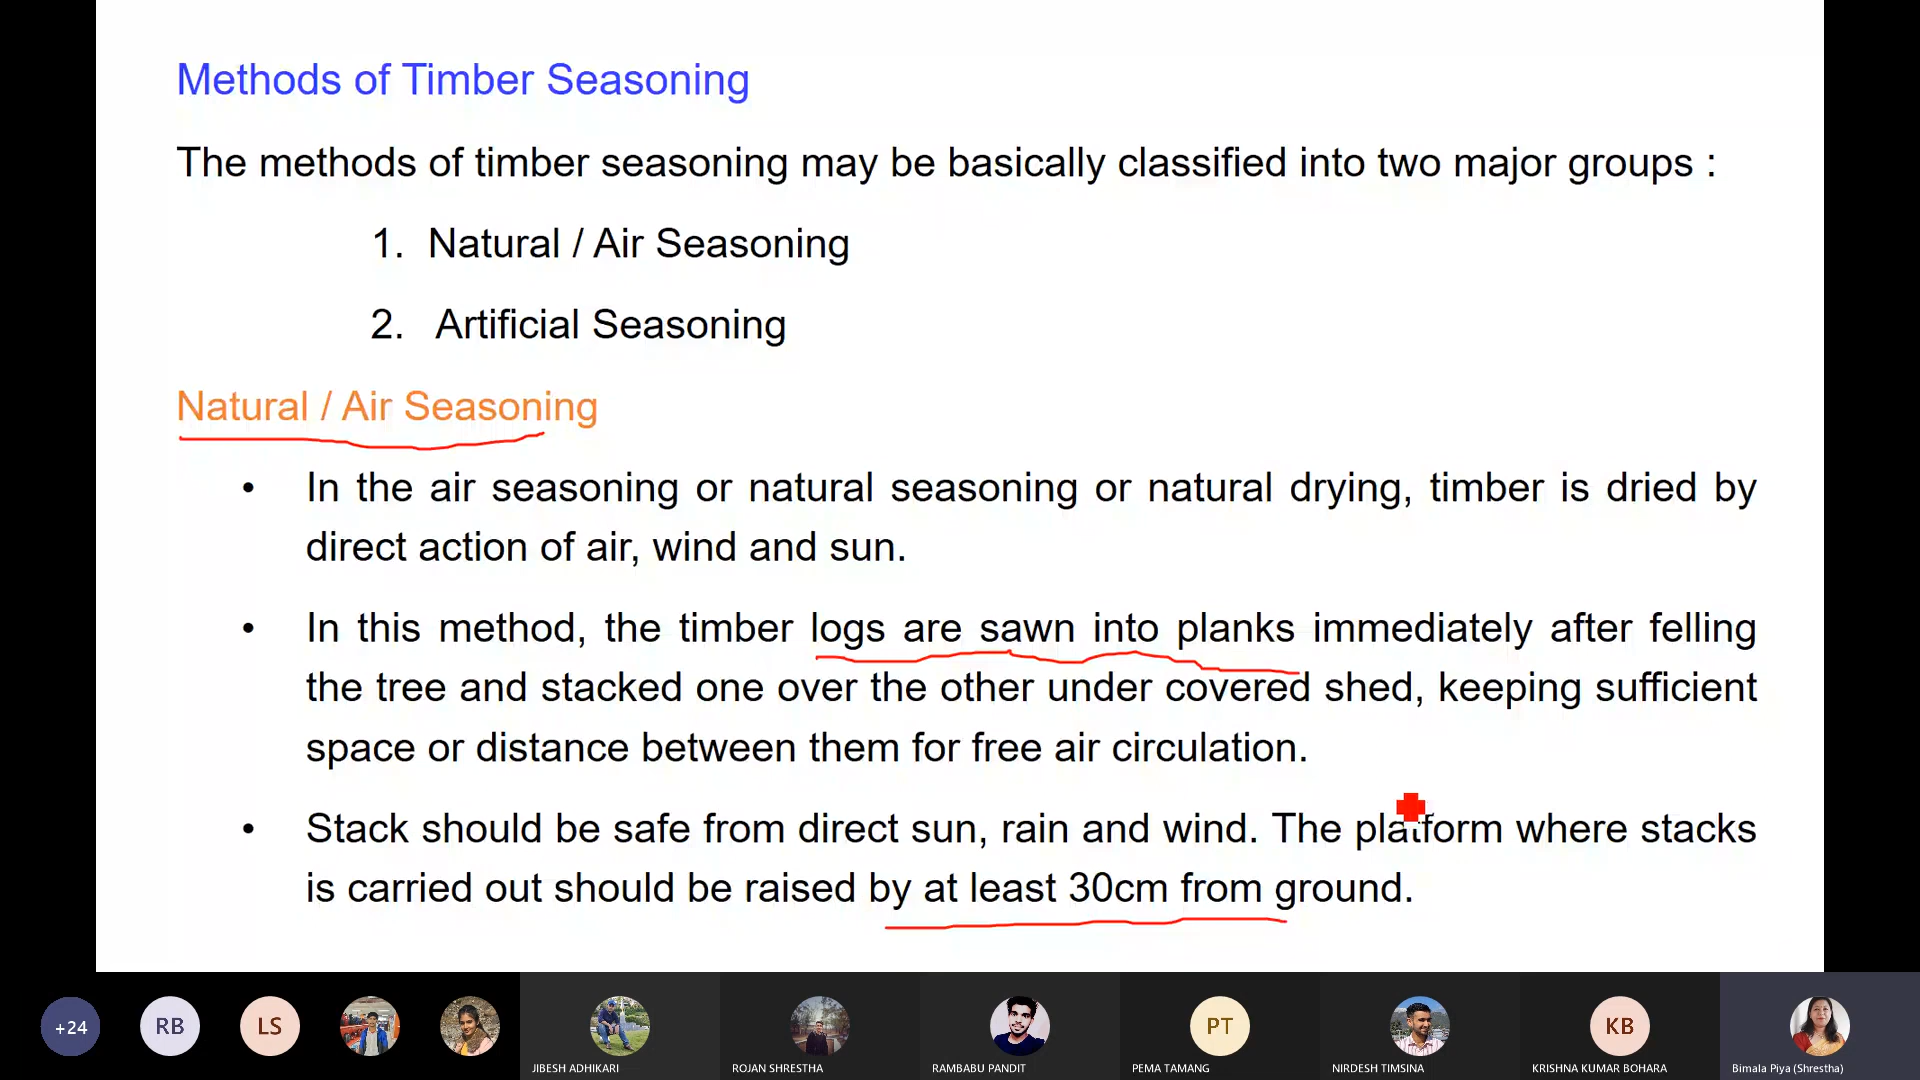 Methods of Timber Seasoning
The methods of timber seasoning may be basically classified into two major groups :
1. Natural / Air Seasoning
2. Artificial Seasoning
Natural / Air Seasoning
• In the air seasoning or natural seasoning or natural drying, timber is dried by
direct action of air, wind and sun.
• In this method, the timber logs are sawn into planks immediately after felling
the tree and stacked one over the other under covered shed, keeping sufficient
space or distance between them for free air circulation.
• Stack should be safe from direct sun, rain and wind. The platform where stacks
is carried out should be raised by at least 30cm from ground.
+24 RB LS PT KB
JIBESH ADHIKARI ROJAN SHRESTHA RAMBABU PANDIT PEMA TAMANG NIRDESH TIMSINA KRISHNA KUMAR BOHARA Bimala Piya (Shrestha)